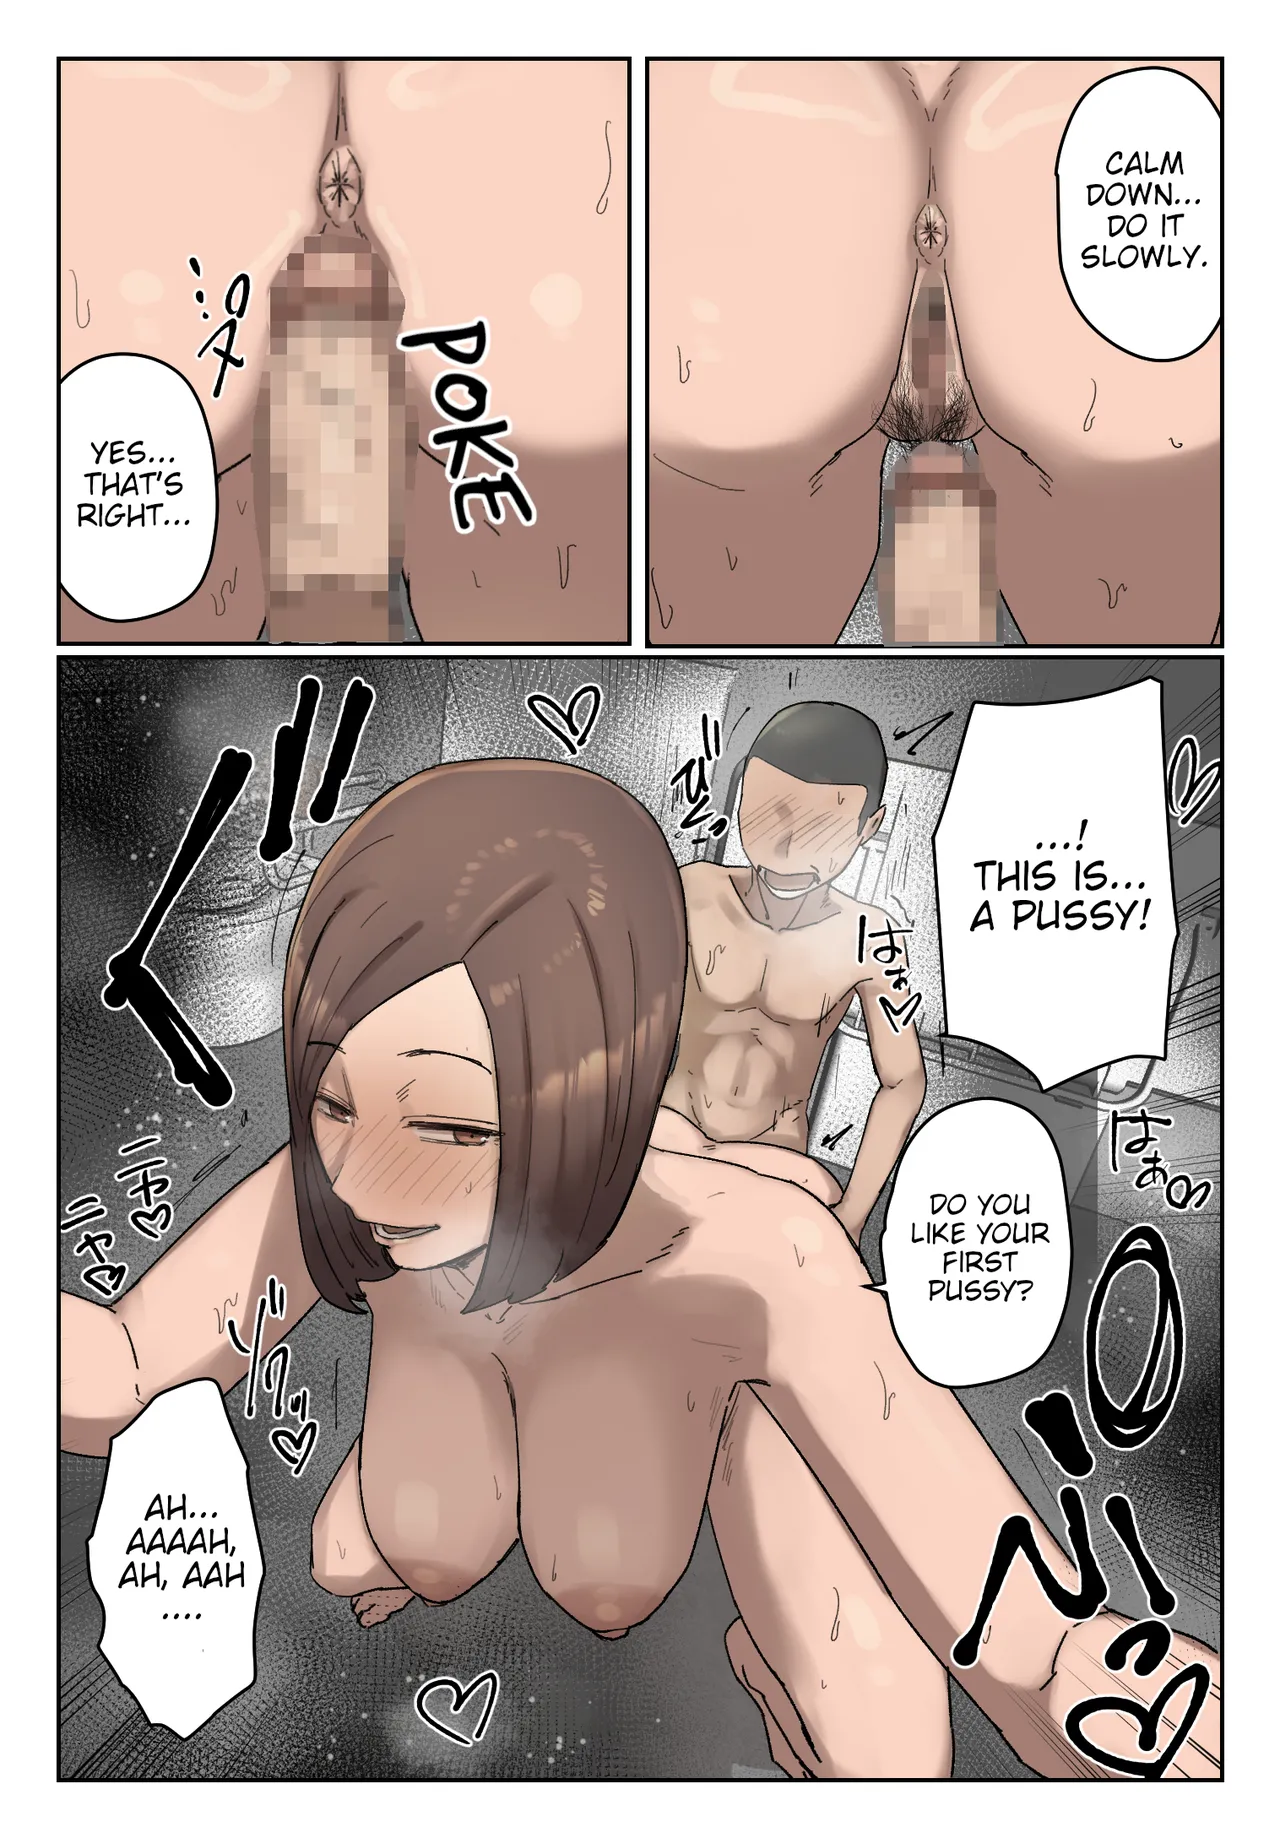 CALM
DOWN...
DO IT
SLOWLY.
YES...
THAT'S
RIGHT...
POKE
...!
THIS IS...
A PUSSY!
はぁ
DO YOU
LIKE YOUR
FIRST
PUSSY?
はぁ
ニヤ
ニヤ
ゾクッ
AH...
AAAAH,
AH, AAH
....